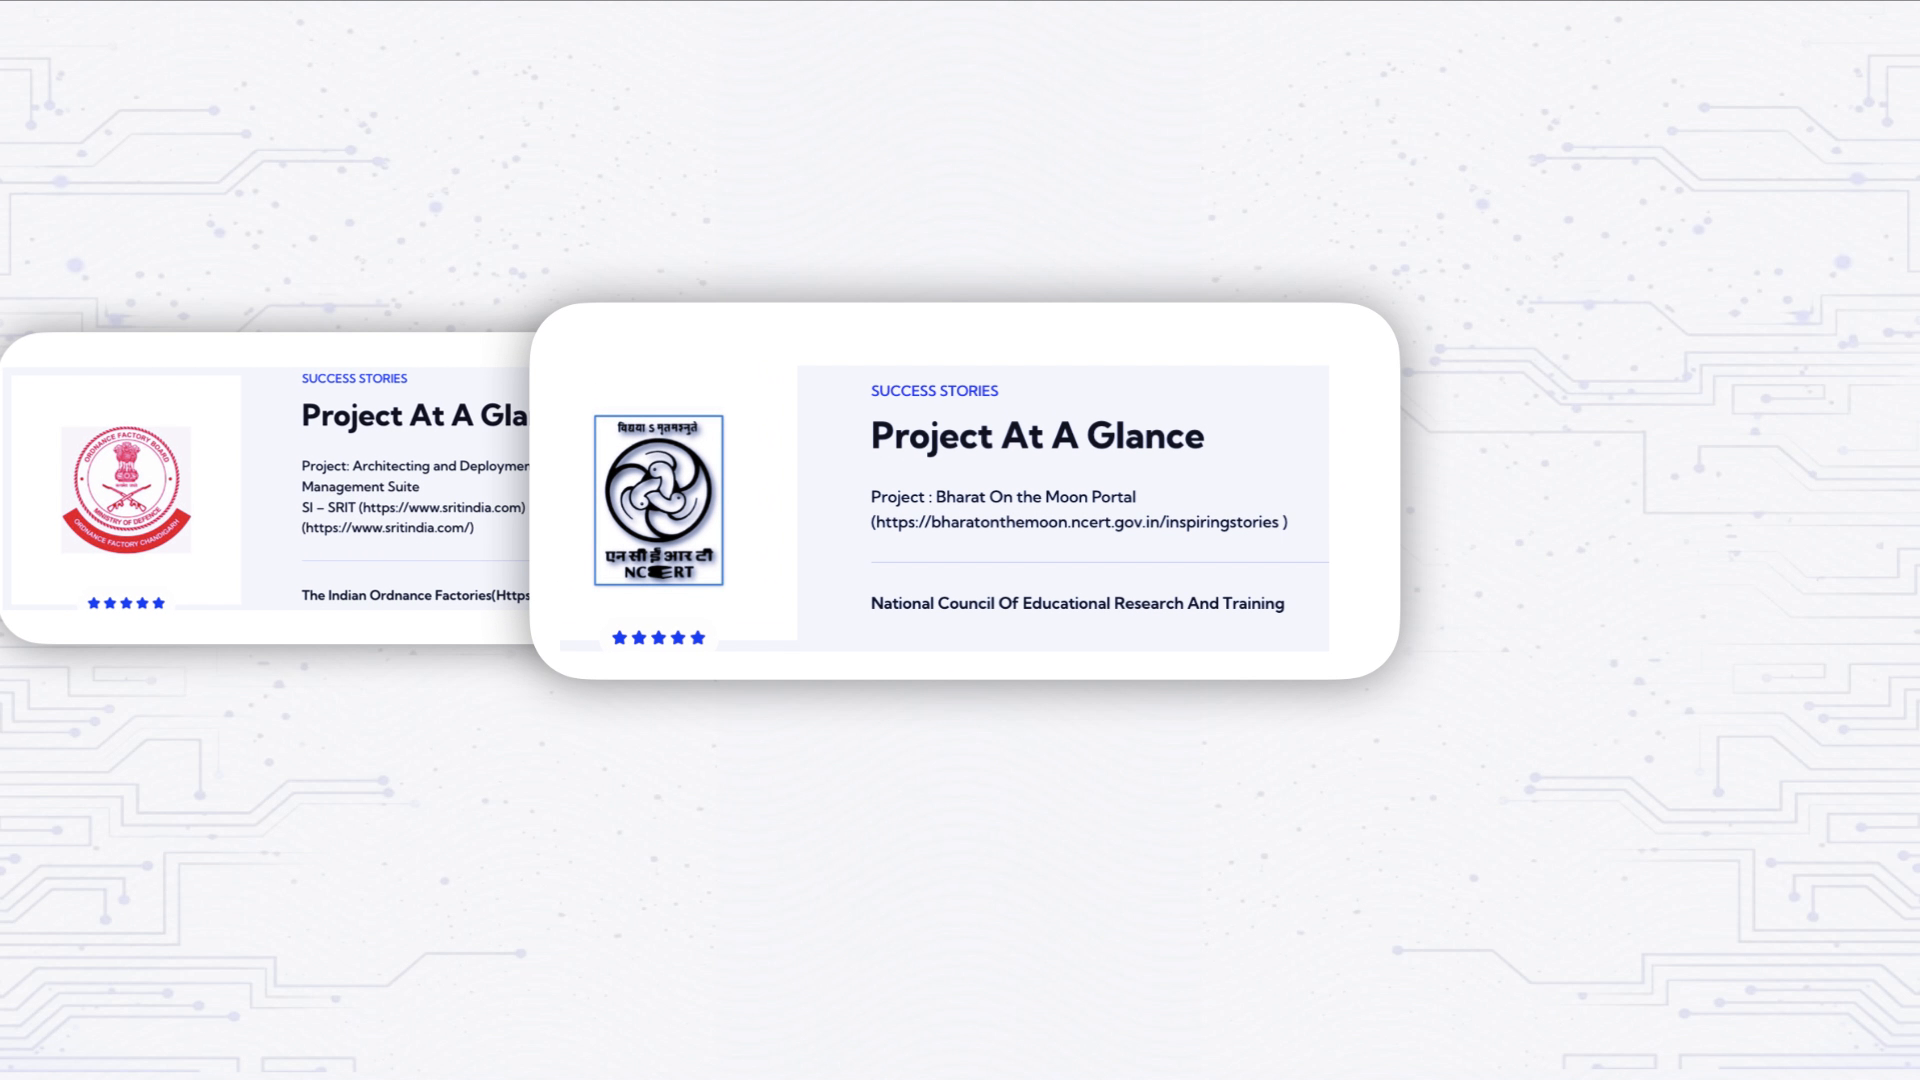 ORDNANCE FACTORY BOARD
MINISTRY OF DEFENCE
ORDNANCE FACTORY CHANDIGARH
SUCCESS STORIES
Project At A Gla
Project: Architecting and Deploymen
Management Suite
SI – SRIT (https://www.sritindia.com)
(https://www.sritindia.com/)
The Indian Ordnance Factories(Https
विद्यया ऽ मृतमश्नुते
एन सी ई आर टी
NCERT
SUCCESS STORIES
Project At A Glance
Project : Bharat On the Moon Portal
(https://bharatonthemoon.ncert.gov.in/inspiringstories )
National Council Of Educational Research And Training